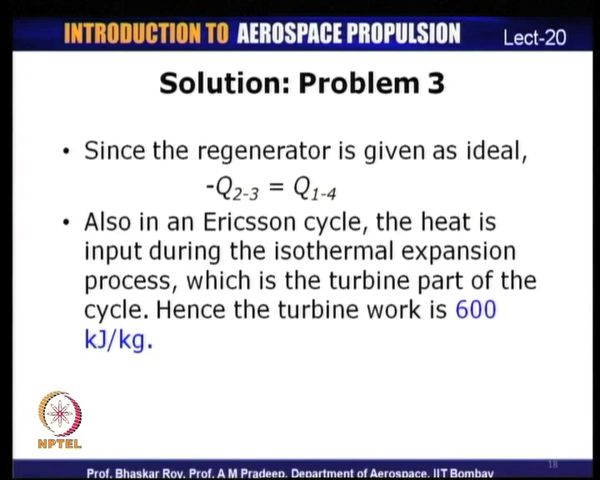 INTRODUCTION TO AEROSPACE PROPULSION Lect-20
Solution: Problem 3
• Since the regenerator is given as ideal,
-Q2-3 = Q1-4
• Also in an Ericsson cycle, the heat is
input during the isothermal expansion
process, which is the turbine part of the
cycle. Hence the turbine work is 600
kJ/kg.
NPTEL
18
Prof. Bhaskar Roy, Prof. A M Pradeep, Department of Aerospace, IIT Bombay